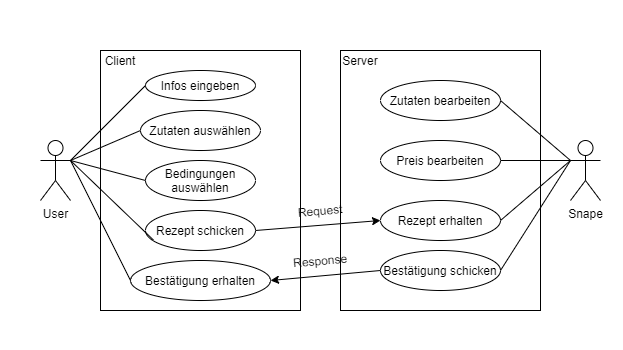 Client
Infos eingeben
Zutaten auswählen
Bedingungen
auswählen
Rezept schicken
Bestätigung erhalten
User
Request
Response
Server
Zutaten bearbeiten
Preis bearbeiten
Rezept erhalten
Bestätigung schicken
Snape